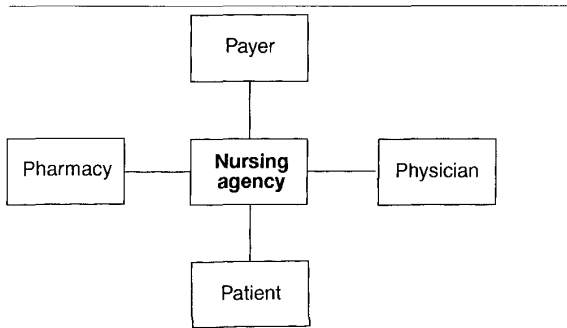 Payer
Pharmacy
Nursing
agency
Physician
Patient